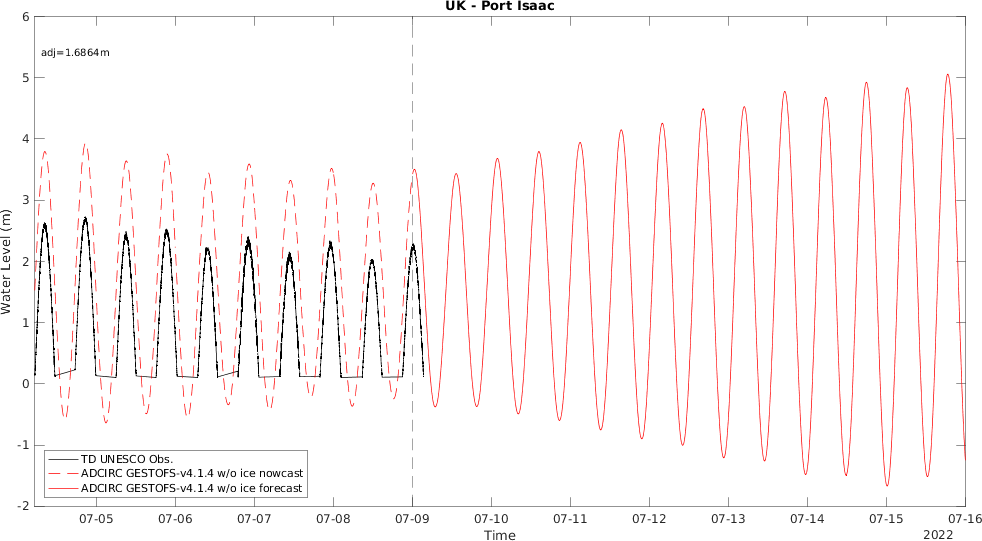 UK - Port Isaac
adj=1.6864m
6
5
4
3
2
1
0
-1
-2
Water Level (m)
TD UNESCO Obs.
ADCIRC GESTOFS-v4.1.4 w/o ice nowcast
ADCIRC GESTOFS-v4.1.4 w/o ice forecast
07-05 07-06 07-07 07-08 07-09 07-10 07-11 07-12 07-13 07-14 07-15 07-16
Time
2022